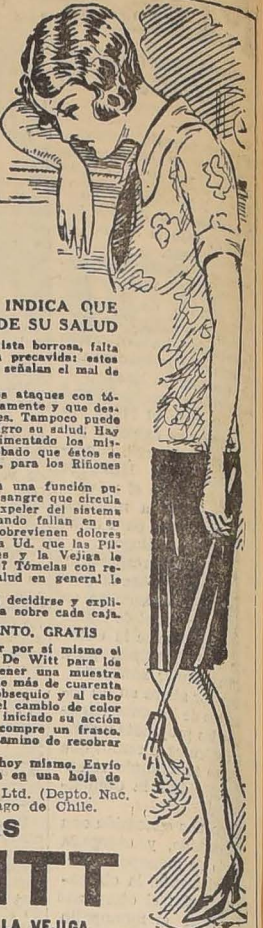 INDICA QUE
DE SU SALUD
ista borrosa, falta
precavida: estos
señalan el mal de
s ataques con tó-
amente y que des-
es. Tampoco puede
gro su salud. Hay
imentado los mis-
bado que éstos se
, para los Riñones
una función pu-
sangre que circula
xpeler del sistema
ando fallan en su
obrevienen dolores
a Ud. que las Píl-
es y la Vejiga le
? Tómelas con re-
alud en general le
decidirse y expli-
a sobre cada caja.
NTO, GRATIS
r por sí mismo el
De Witt para los
ener una muestra
e más de cuarenta
bsequio y al cabo
el cambio de color
iniciado su acción
compre un frasco.
amino de recobrar
hoy mismo. Envío
s en una hoja de
Ltd. (Depto. Nac.
ago de Chile.
S
ITT
LA VEJIGA